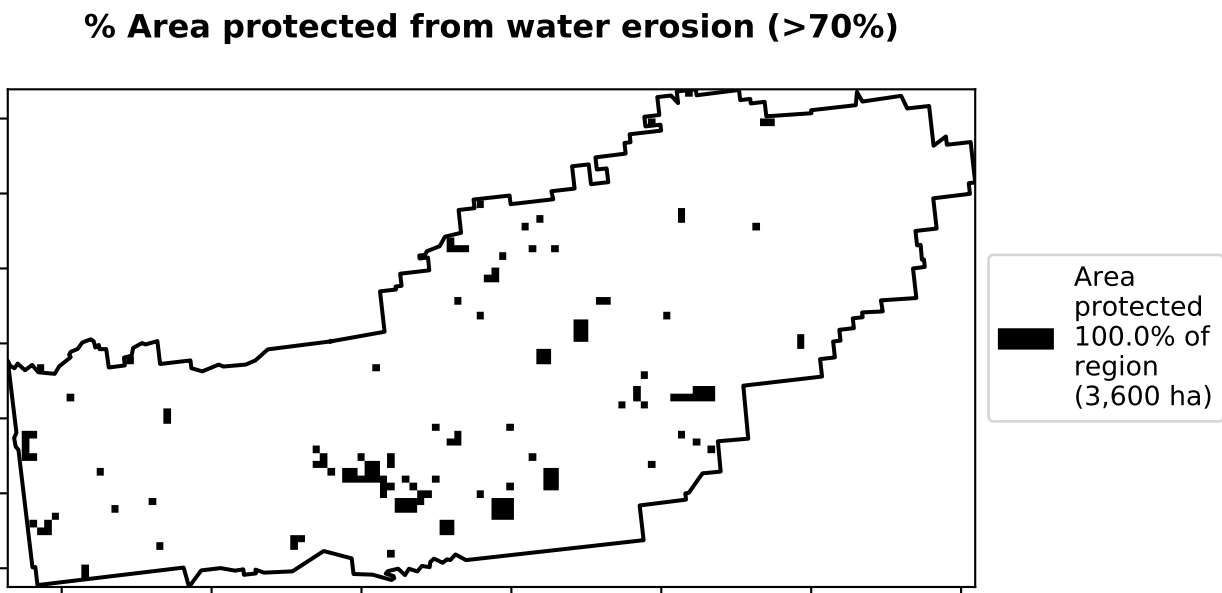 % Area protected from water erosion (>70%)
Area
protected
100.0% of
region
(3,600 ha)